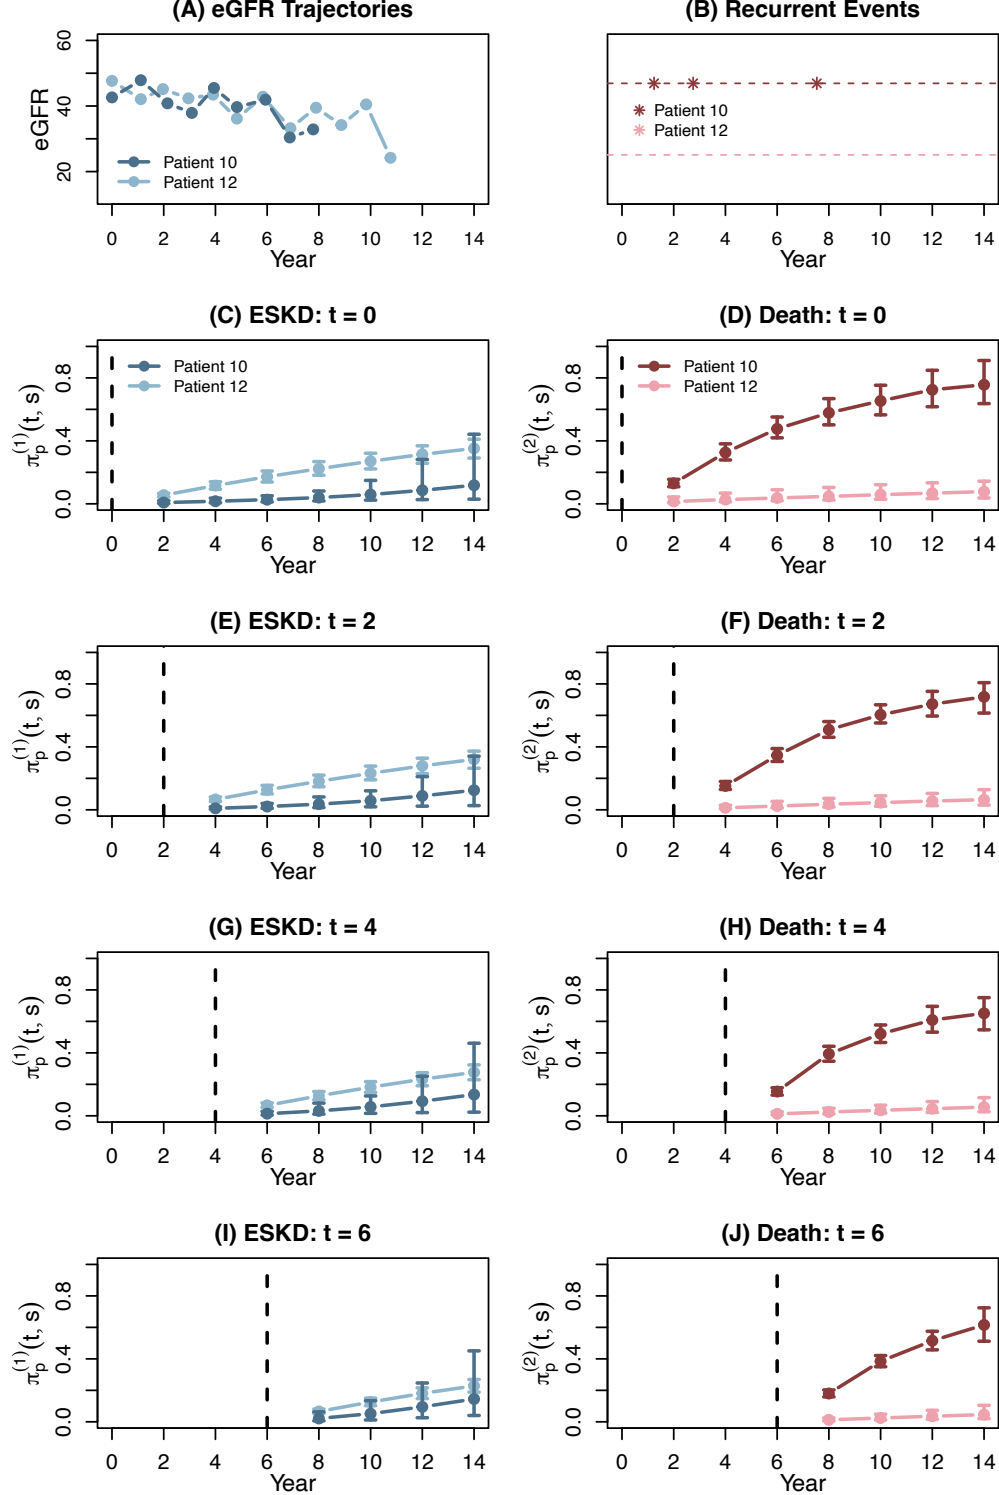 (A) eGFR Trajectories
eGFR
60
40
20
Patient 10
Patient 12
0 2 4 6 8 10 12 14
Year
(B) Recurrent Events
Patient 10
Patient 12
0 2 4 6 8 10 12 14
Year
(C) ESKD: t = 0
πp(1)(t, s)
0.8
0.4
0.0
Patient 10
Patient 12
0 2 4 6 8 10 12 14
Year
(D) Death: t = 0
πp(2)(t, s)
0.8
0.4
0.0
Patient 10
Patient 12
0 2 4 6 8 10 12 14
Year
(E) ESKD: t = 2
πp(1)(t, s)
0.8
0.4
0.0
0 2 4 6 8 10 12 14
Year
(F) Death: t = 2
πp(2)(t, s)
0.8
0.4
0.0
0 2 4 6 8 10 12 14
Year
(G) ESKD: t = 4
πp(1)(t, s)
0.8
0.4
0.0
0 2 4 6 8 10 12 14
Year
(H) Death: t = 4
πp(2)(t, s)
0.8
0.4
0.0
0 2 4 6 8 10 12 14
Year
(I) ESKD: t = 6
πp(1)(t, s)
0.8
0.4
0.0
0 2 4 6 8 10 12 14
Year
(J) Death: t = 6
πp(2)(t, s)
0.8
0.4
0.0
0 2 4 6 8 10 12 14
Year